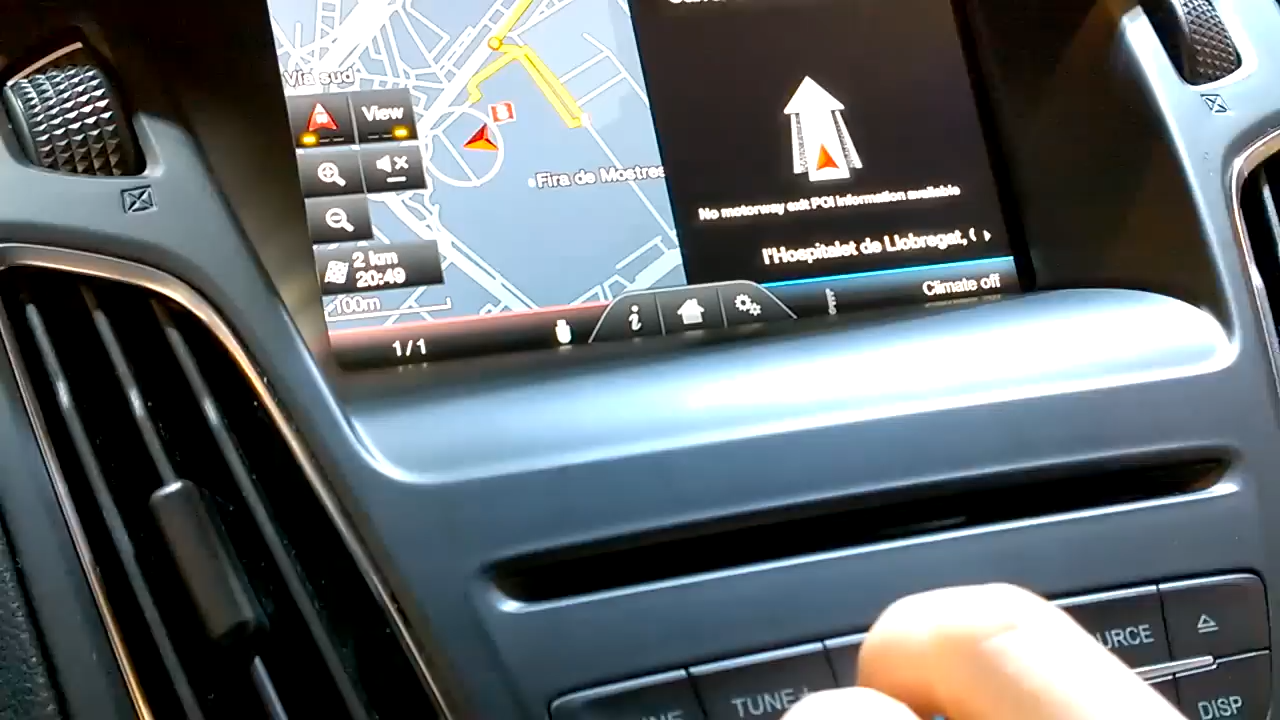 Via sud
View
Fira de Mostres
No motorway exit POI information available
l'Hospitalet de Llobregat, (
2 km
20:49
100m
Climate off
1/1
TUNE+
DISP